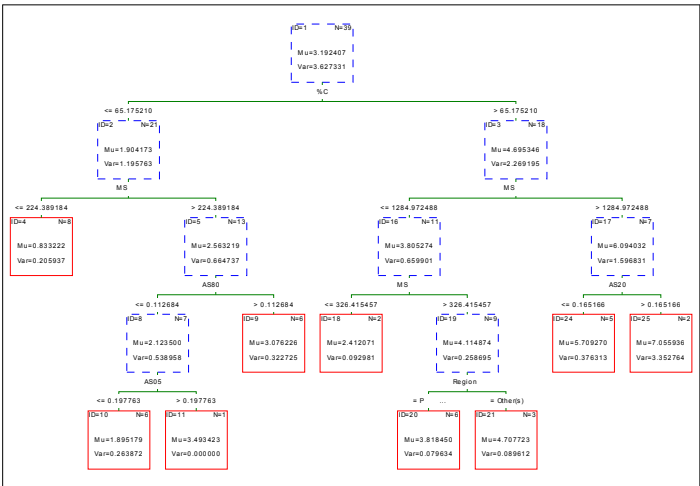 ID=1 N=39
Mu=3.192407
Var=3.627331
%C
<= 65.175210 > 65.175210
ID=2 N=21 ID=3 N=18
Mu=1.904173 Mu=4.695346
Var=1.195763 Var=2.269195
MS MS
<= 224.389184 > 224.389184 <= 1284.972488 > 1284.972488
ID=4 N=8 ID=5 N=13 ID=16 N=11 ID=17 N=7
Mu=0.833222 Mu=2.563219 Mu=3.805274 Mu=6.094032
Var=0.205937 Var=0.664737 Var=0.659901 Var=1.596831
AS80 MS AS20
<= 0.112684 > 0.112684 <= 326.415457 > 326.415457 <= 0.165166 > 0.165166
ID=8 N=7 ID=9 N=6 ID=18 N=2 ID=19 N=9 ID=24 N=5 ID=25 N=2
Mu=2.123500 Mu=3.076226 Mu=2.412071 Mu=4.114874 Mu=5.709270 Mu=7.055936
Var=0.538958 Var=0.322725 Var=0.092981 Var=0.258695 Var=0.376313 Var=3.352764
AS05 Region
<= 0.197763 > 0.197763 = P ... = Other(s)
ID=10 N=6 ID=11 N=1 ID=20 N=6 ID=21 N=3
Mu=1.895179 Mu=3.493423 Mu=3.818450 Mu=4.707723
Var=0.263872 Var=0.000000 Var=0.079634 Var=0.089612